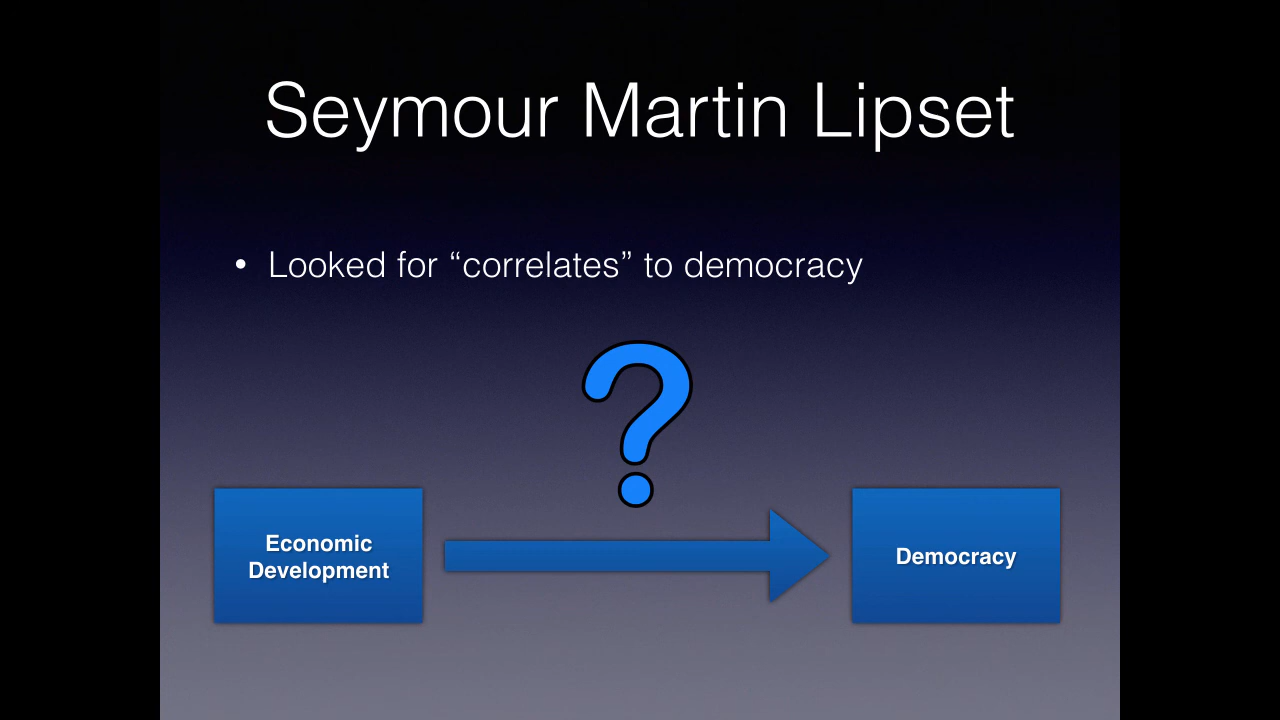 Seymour Martin Lipset
• Looked for “correlates” to democracy
?
Economic
Development
Democracy